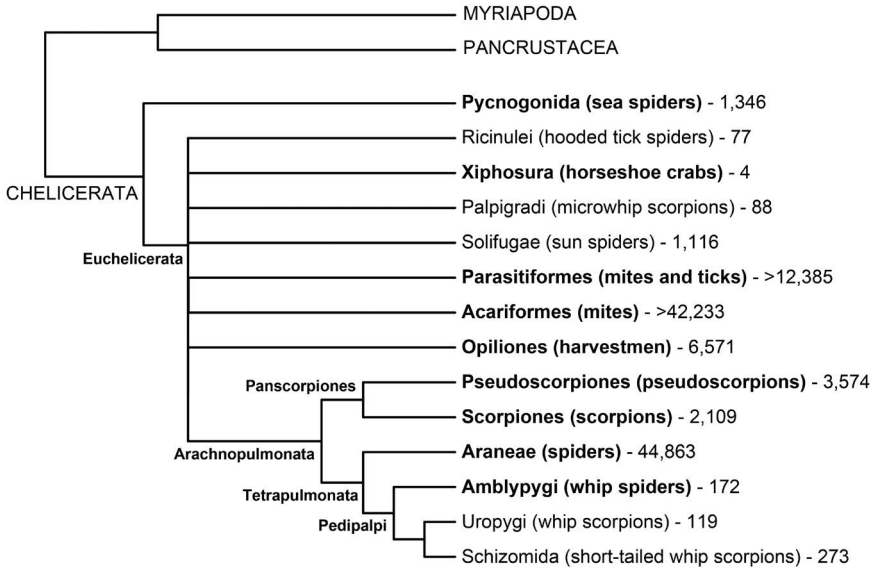 MYRIAPODA
PANCRUSTACEA
Pycnogonida (sea spiders) - 1,346
Ricinulei (hooded tick spiders) - 77
Xiphosura (horseshoe crabs) - 4
CHELICERATA
Palpigradi (microwhip scorpions) - 88
Solifugae (sun spiders) - 1,116
Euchelicerata
Parasitiformes (mites and ticks) - >12,385
Acariformes (mites) - >42,233
Opiliones (harvestmen) - 6,571
Panscorpiones
Pseudoscorpiones (pseudoscorpions) - 3,574
Scorpiones (scorpions) - 2,109
Arachnopulmonata
Araneae (spiders) - 44,863
Tetrapulmonata
Amblypygi (whip spiders) - 172
Pedipalpi
Uropygi (whip scorpions) - 119
Schizomida (short-tailed whip scorpions) - 273